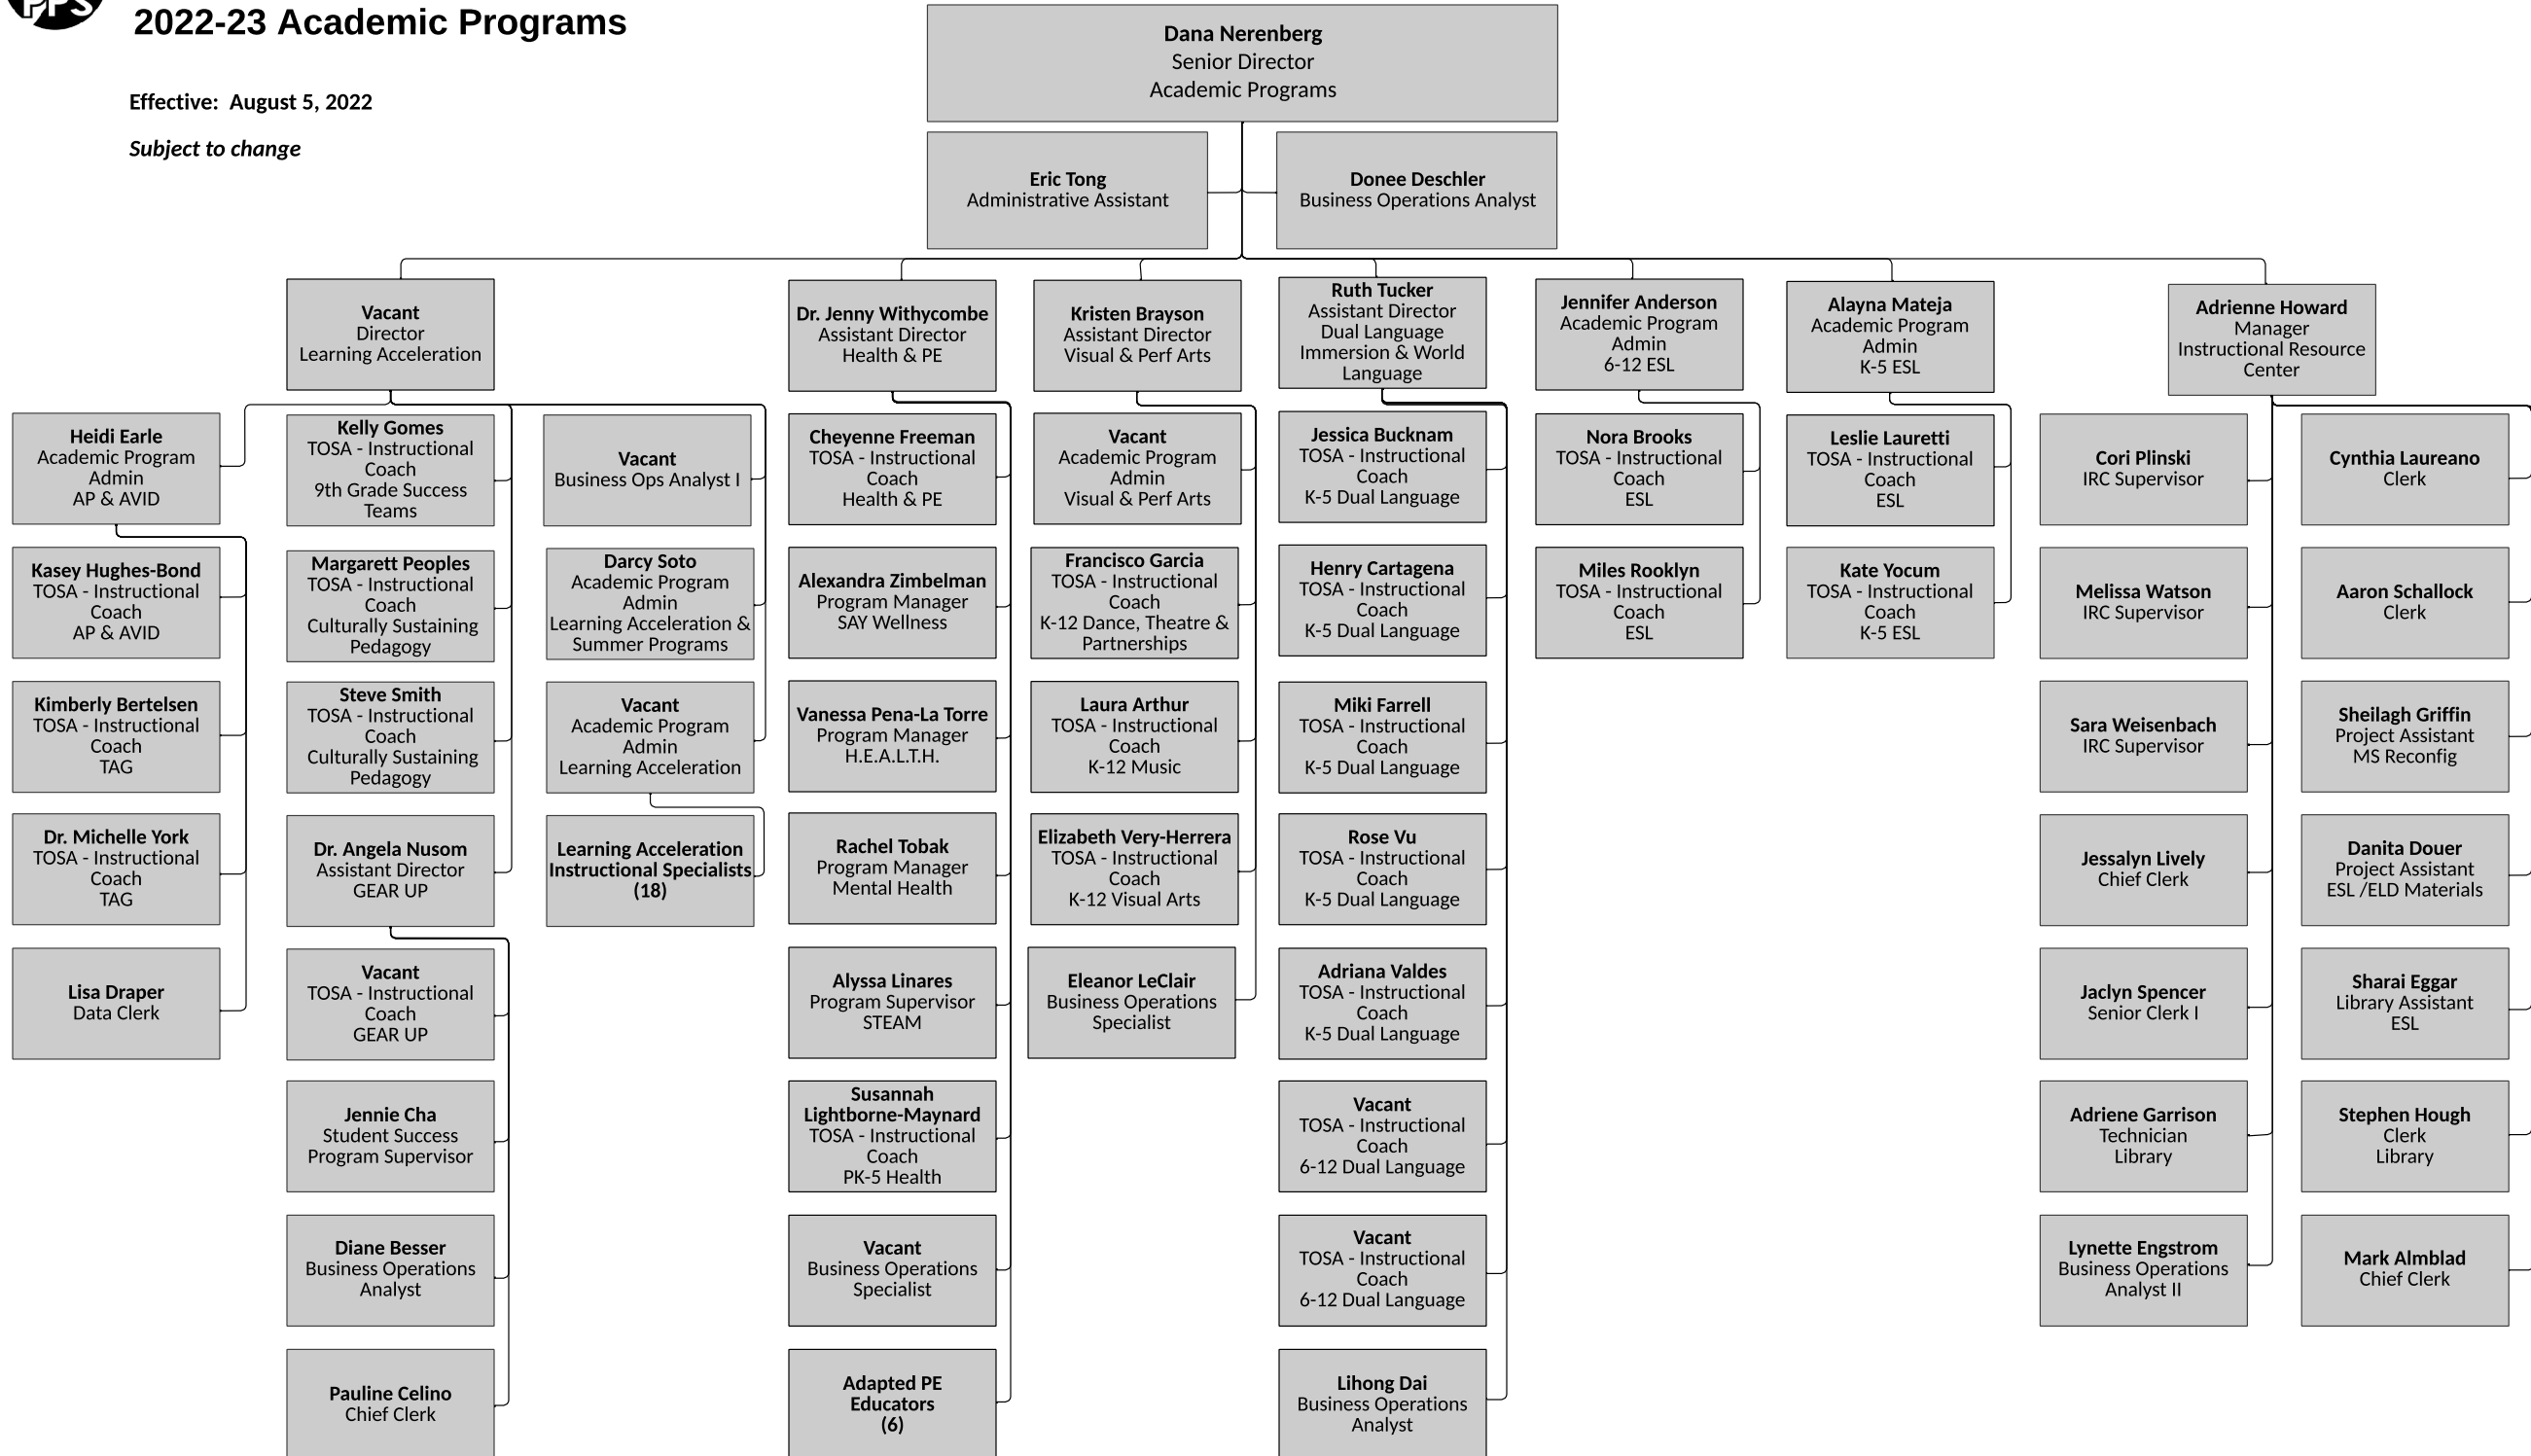 PPS
2022-23 Academic Programs
Effective:  August 5, 2022
Subject to change
Dana Nerenberg
Senior Director
Academic Programs
Eric Tong
Administrative Assistant
Donee Deschler
Business Operations Analyst
Vacant
Director
Learning Acceleration
Dr. Jenny Withycombe
Assistant Director
Health & PE
Kristen Brayson
Assistant Director
Visual & Perf Arts
Ruth Tucker
Assistant Director
Dual Language
Immersion & World
Language
Jennifer Anderson
Academic Program
Admin
6-12 ESL
Alayna Mateja
Academic Program
Admin
K-5 ESL
Adrienne Howard
Manager
Instructional Resource
Center
Heidi Earle
Academic Program
Admin
AP & AVID
Kasey Hughes-Bond
TOSA - Instructional
Coach
AP & AVID
Kimberly Bertelsen
TOSA - Instructional
Coach
TAG
Dr. Michelle York
TOSA - Instructional
Coach
TAG
Lisa Draper
Data Clerk
Kelly Gomes
TOSA - Instructional
Coach
9th Grade Success
Teams
Margarett Peoples
TOSA - Instructional
Coach
Culturally Sustaining
Pedagogy
Steve Smith
TOSA - Instructional
Coach
Culturally Sustaining
Pedagogy
Dr. Angela Nusom
Assistant Director
GEAR UP
Vacant
TOSA - Instructional
Coach
GEAR UP
Jennie Cha
Student Success
Program Supervisor
Diane Besser
Business Operations
Analyst
Pauline Celino
Chief Clerk
Vacant
Business Ops Analyst I
Darcy Soto
Academic Program
Admin
Learning Acceleration &
Summer Programs
Vacant
Academic Program
Admin
Learning Acceleration
Learning Acceleration
Instructional Specialists
(18)
Cheyenne Freeman
TOSA - Instructional
Coach
Health & PE
Alexandra Zimbelman
Program Manager
SAY Wellness
Vanessa Pena-La Torre
Program Manager
H.E.A.L.T.H.
Rachel Tobak
Program Manager
Mental Health
Alyssa Linares
Program Supervisor
STEAM
Susannah
Lightborne-Maynard
TOSA - Instructional
Coach
PK-5 Health
Vacant
Business Operations
Specialist
Adapted PE
Educators
(6)
Vacant
Academic Program
Admin
Visual & Perf Arts
Francisco Garcia
TOSA - Instructional
Coach
K-12 Dance, Theatre &
Partnerships
Laura Arthur
TOSA - Instructional
Coach
K-12 Music
Elizabeth Very-Herrera
TOSA - Instructional
Coach
K-12 Visual Arts
Eleanor LeClair
Business Operations
Specialist
Jessica Bucknam
TOSA - Instructional
Coach
K-5 Dual Language
Henry Cartagena
TOSA - Instructional
Coach
K-5 Dual Language
Miki Farrell
TOSA - Instructional
Coach
K-5 Dual Language
Rose Vu
TOSA - Instructional
Coach
K-5 Dual Language
Adriana Valdes
TOSA - Instructional
Coach
K-5 Dual Language
Vacant
TOSA - Instructional
Coach
6-12 Dual Language
Vacant
TOSA - Instructional
Coach
6-12 Dual Language
Lihong Dai
Business Operations
Analyst
Nora Brooks
TOSA - Instructional
Coach
ESL
Miles Rooklyn
TOSA - Instructional
Coach
ESL
Leslie Lauretti
TOSA - Instructional
Coach
ESL
Kate Yocum
TOSA - Instructional
Coach
K-5 ESL
Cori Plinski
IRC Supervisor
Melissa Watson
IRC Supervisor
Sara Weisenbach
IRC Supervisor
Jessalyn Lively
Chief Clerk
Jaclyn Spencer
Senior Clerk I
Adriene Garrison
Technician
Library
Lynette Engstrom
Business Operations
Analyst II
Cynthia Laureano
Clerk
Aaron Schallock
Clerk
Sheilagh Griffin
Project Assistant
MS Reconfig
Danita Douer
Project Assistant
ESL /ELD Materials
Sharai Eggar
Library Assistant
ESL
Stephen Hough
Clerk
Library
Mark Almblad
Chief Clerk